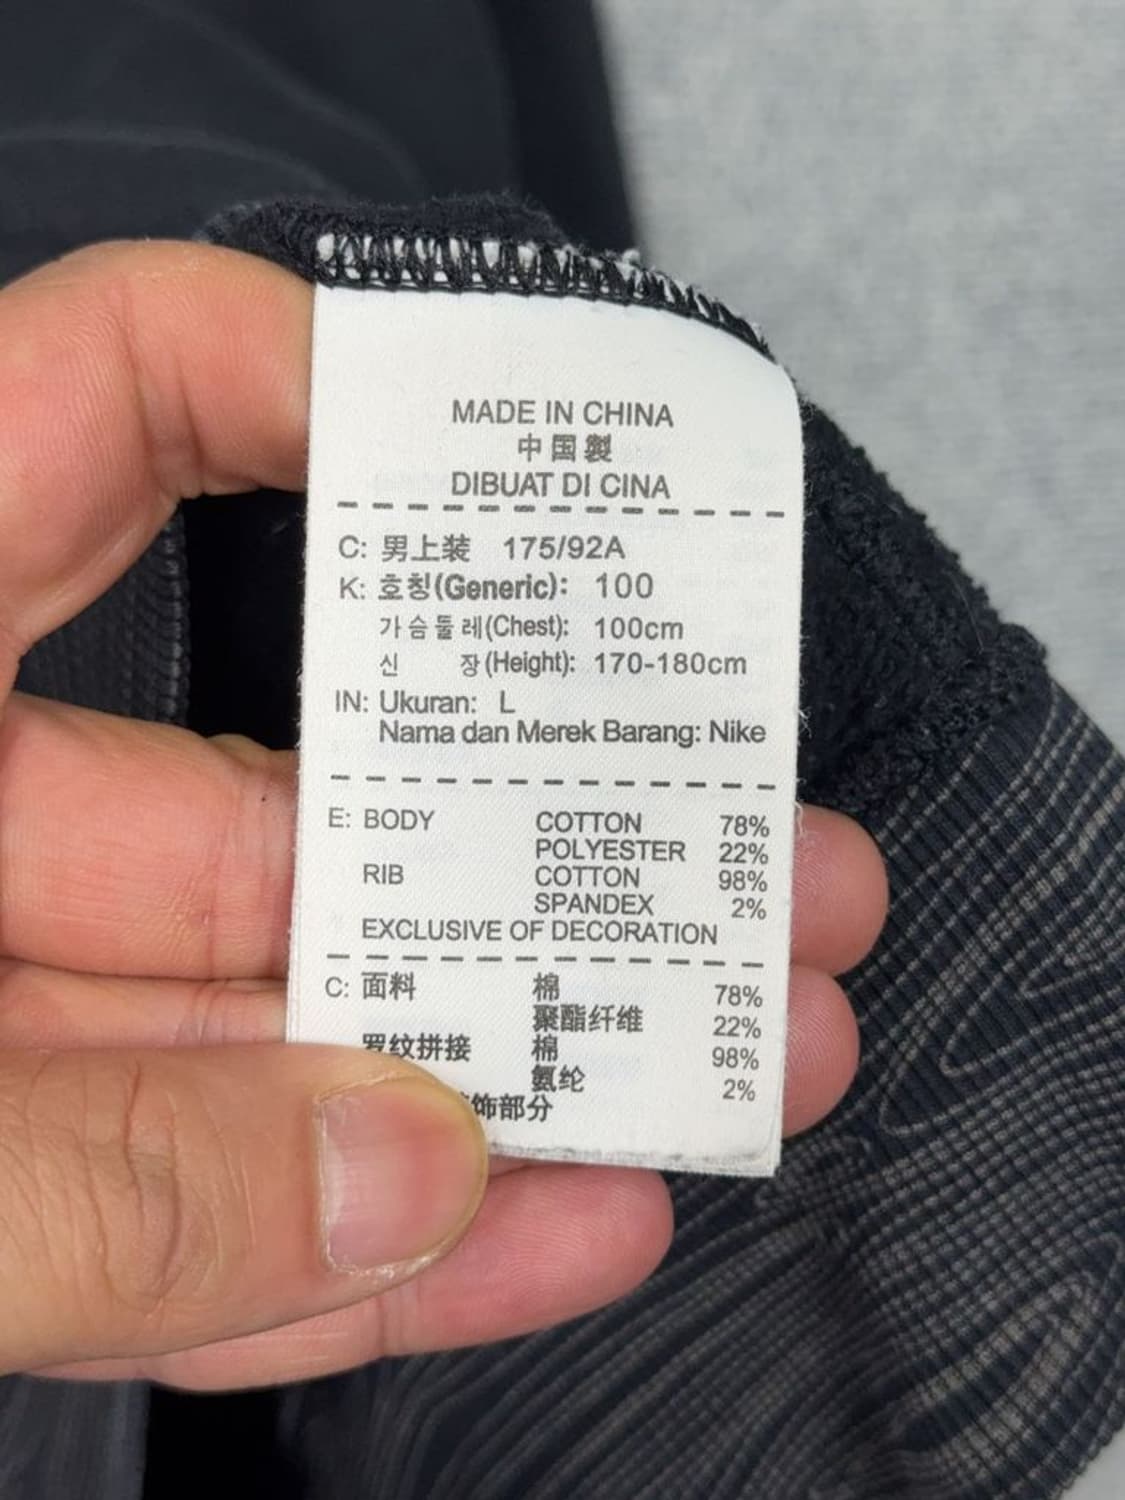 MADE IN CHINA
中国製
DIBUAT DI CINA
C: 男上装 175/92A
K: 호칭(Generic): 100
가슴둘레(Chest): 100cm
신 장(Height): 170-180cm
IN: Ukuran: L
Nama dan Merek Barang: Nike
E: BODY COTTON 78%
POLYESTER 22%
RIB COTTON 98%
SPANDEX 2%
EXCLUSIVE OF DECORATION
C: 面料 棉 78%
聚酯纤维 22%
罗纹拼接 棉 98%
氨纶 2%
饰部分